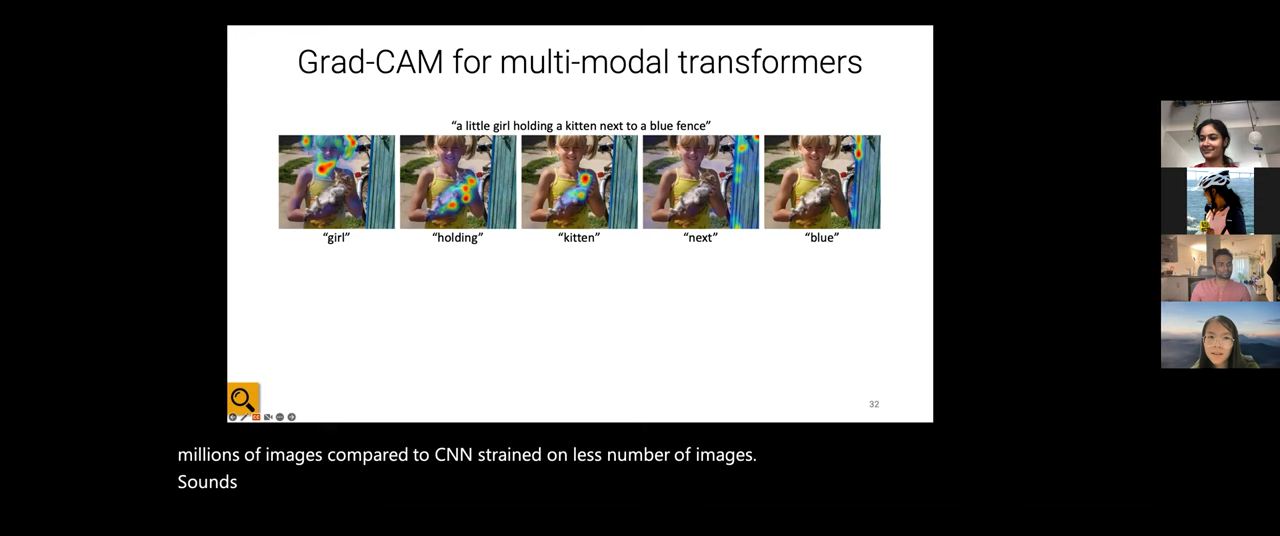 Grad-CAM for multi-modal transformers
“a little girl holding a kitten next to a blue fence”
“girl” “holding” “kitten” “next” “blue”
32
millions of images compared to CNN strained on less number of images.
Sounds